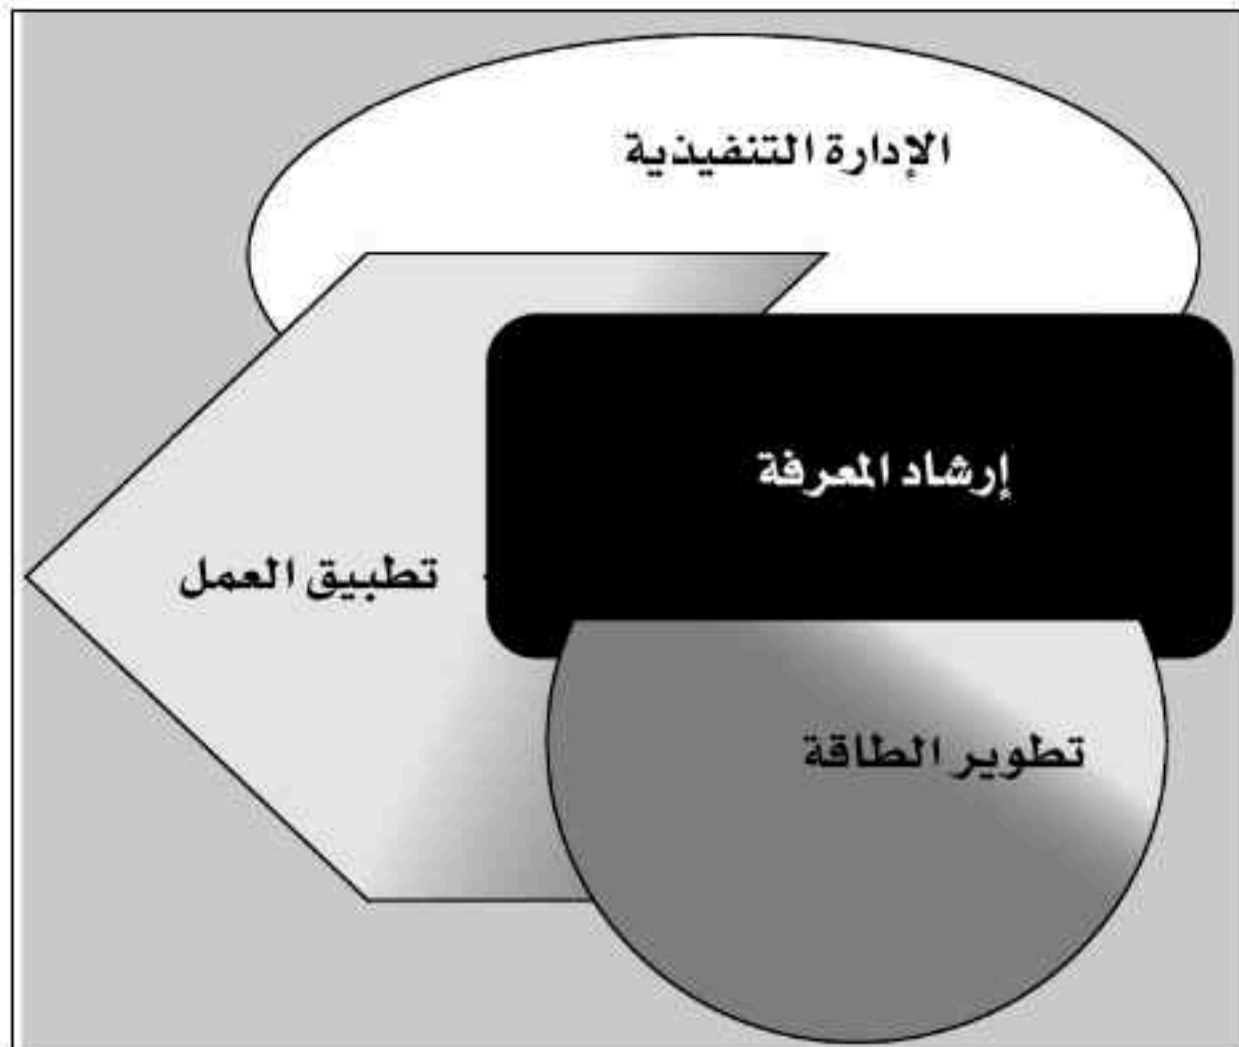 الإدارة التنفيذية
إرشاد المعرفة
تطبيق العمل
تطوير الطاقة